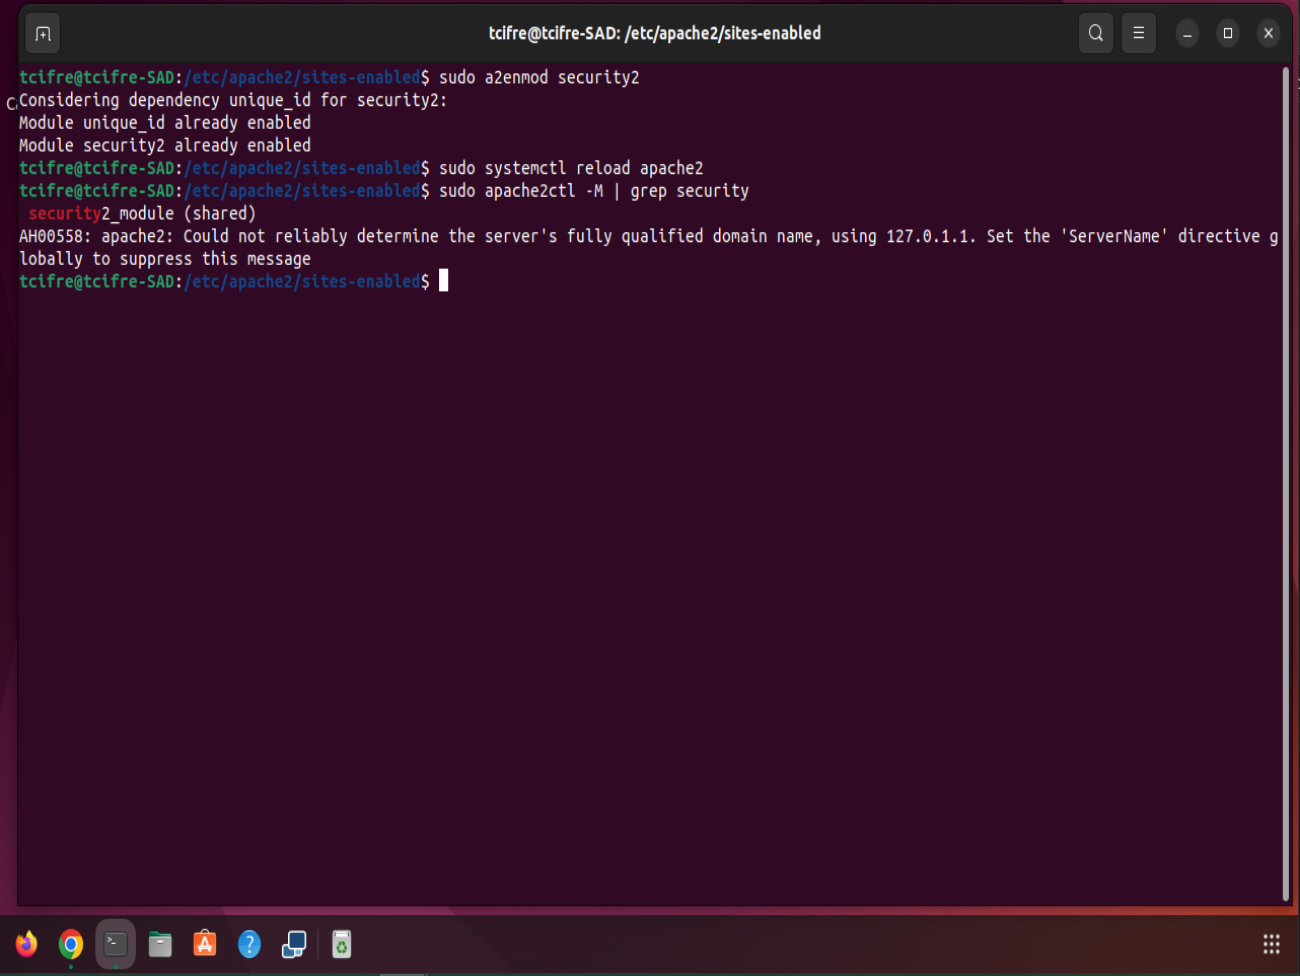 tcifre@tcifre-SAD: /etc/apache2/sites-enabled
tcifre@tcifre-SAD:/etc/apache2/sites-enabled$ sudo a2enmod security2
Considering dependency unique_id for security2:
Module unique_id already enabled
Module security2 already enabled
tcifre@tcifre-SAD:/etc/apache2/sites-enabled$ sudo systemctl reload apache2
tcifre@tcifre-SAD:/etc/apache2/sites-enabled$ sudo apache2ctl -M | grep security
security2_module (shared)
AH00558: apache2: Could not reliably determine the server's fully qualified domain name, using 127.0.1.1. Set the 'ServerName' directive g
lobally to suppress this message
tcifre@tcifre-SAD:/etc/apache2/sites-enabled$